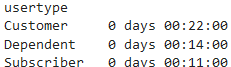 usertype
Customer     0 days 00:22:00
Dependent    0 days 00:14:00
Subscriber   0 days 00:11:00